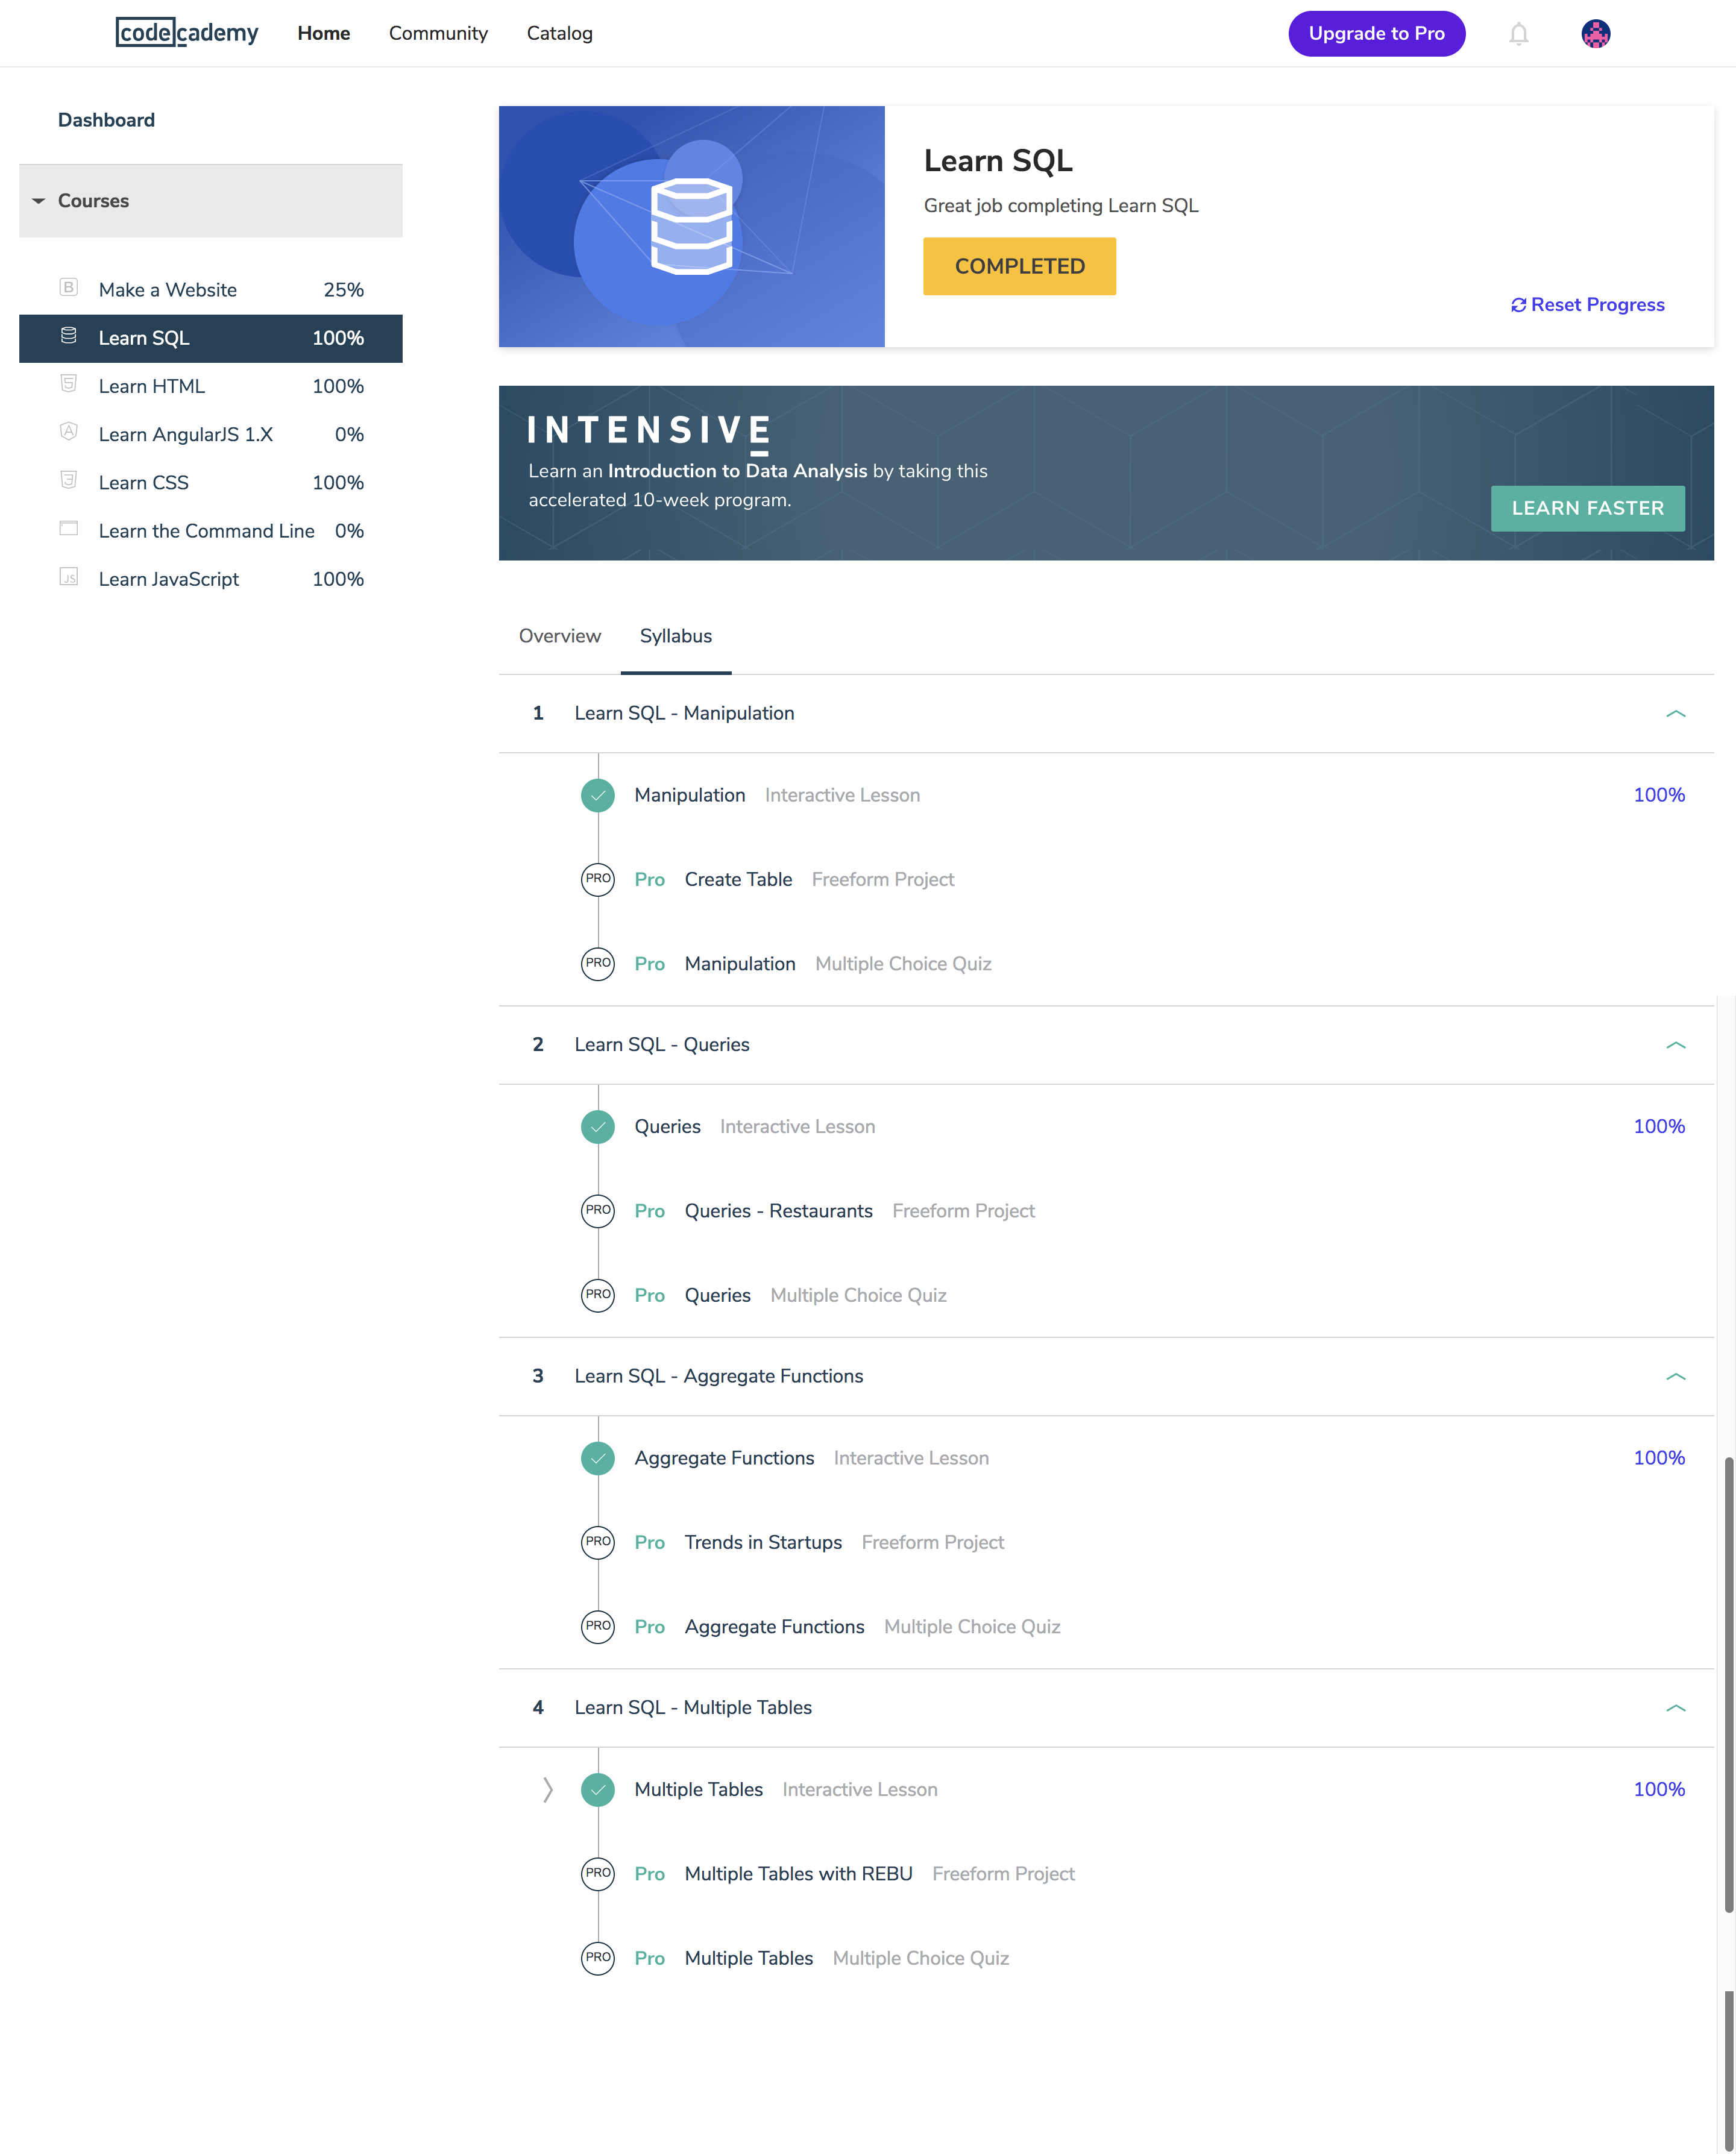 codecademy Home Community Catalog Upgrade to Pro
Dashboard
Courses
B Make a Website 25%
Learn SQL 100%
5 Learn HTML 100%
A Learn AngularJS 1.X 0%
3 Learn CSS 100%
Learn the Command Line 0%
JS Learn JavaScript 100%
Learn SQL
Great job completing Learn SQL
COMPLETED
Reset Progress
INTENSIVE
Learn an Introduction to Data Analysis by taking this
accelerated 10-week program.
LEARN FASTER
Overview Syllabus
1 Learn SQL - Manipulation
Manipulation Interactive Lesson 100%
PRO Pro Create Table Freeform Project
PRO Pro Manipulation Multiple Choice Quiz
2 Learn SQL - Queries
Queries Interactive Lesson 100%
PRO Pro Queries - Restaurants Freeform Project
PRO Pro Queries Multiple Choice Quiz
3 Learn SQL - Aggregate Functions
Aggregate Functions Interactive Lesson 100%
PRO Pro Trends in Startups Freeform Project
PRO Pro Aggregate Functions Multiple Choice Quiz
4 Learn SQL - Multiple Tables
Multiple Tables Interactive Lesson 100%
PRO Pro Multiple Tables with REBU Freeform Project
PRO Pro Multiple Tables Multiple Choice Quiz